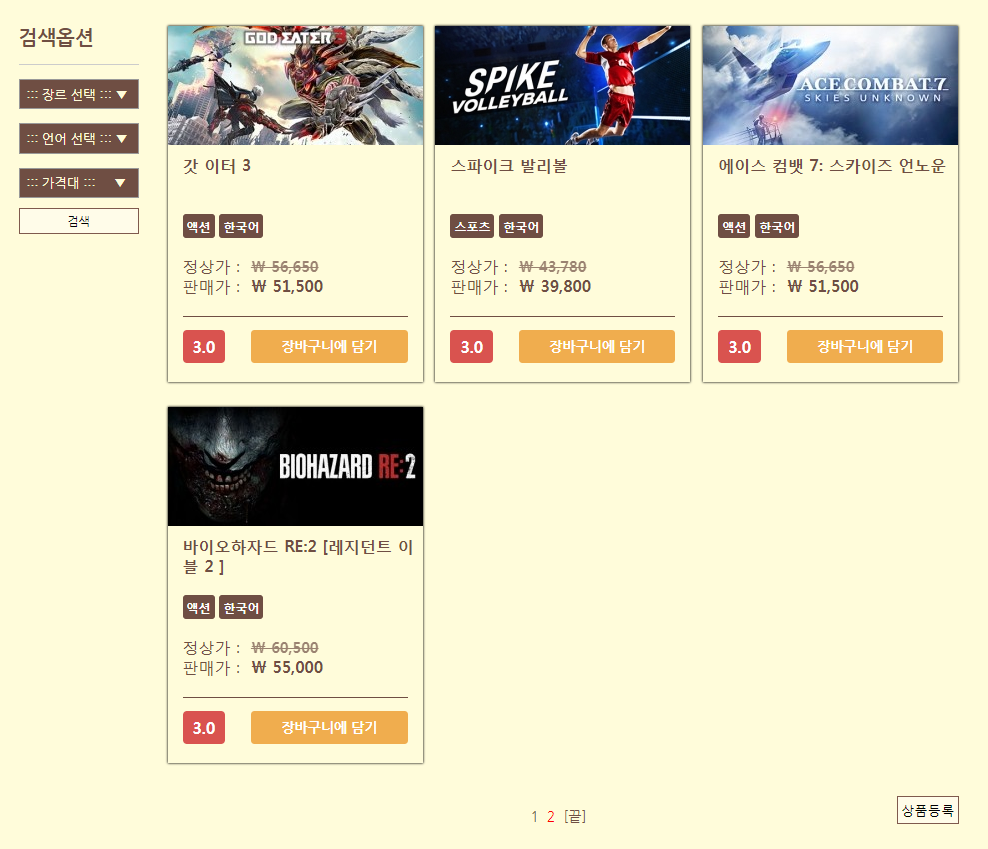 검색옵션
::: 장르 선택 ::: ▼
::: 언어 선택 ::: ▼
::: 가격대 ::: ▼
검색
GOD EATER 3
갓 이터 3
액션 한국어
정상가 : ₩ 56,650
판매가 : ₩ 51,500
3.0 장바구니에 담기
SPIKE
VOLLEYBALL
스파이크 발리볼
스포츠 한국어
정상가 : ₩ 43,780
판매가 : ₩ 39,800
3.0 장바구니에 담기
ACE COMBAT 7
SKIES UNKNOWN
에이스 컴뱃 7: 스카이즈 언노운
액션 한국어
정상가 : ₩ 56,650
판매가 : ₩ 51,500
3.0 장바구니에 담기
BIOHAZARD RE:2
바이오하자드 RE:2 [레지던트 이
블 2 ]
액션 한국어
정상가 : ₩ 60,500
판매가 : ₩ 55,000
3.0 장바구니에 담기
1 2 [끝]
상품등록